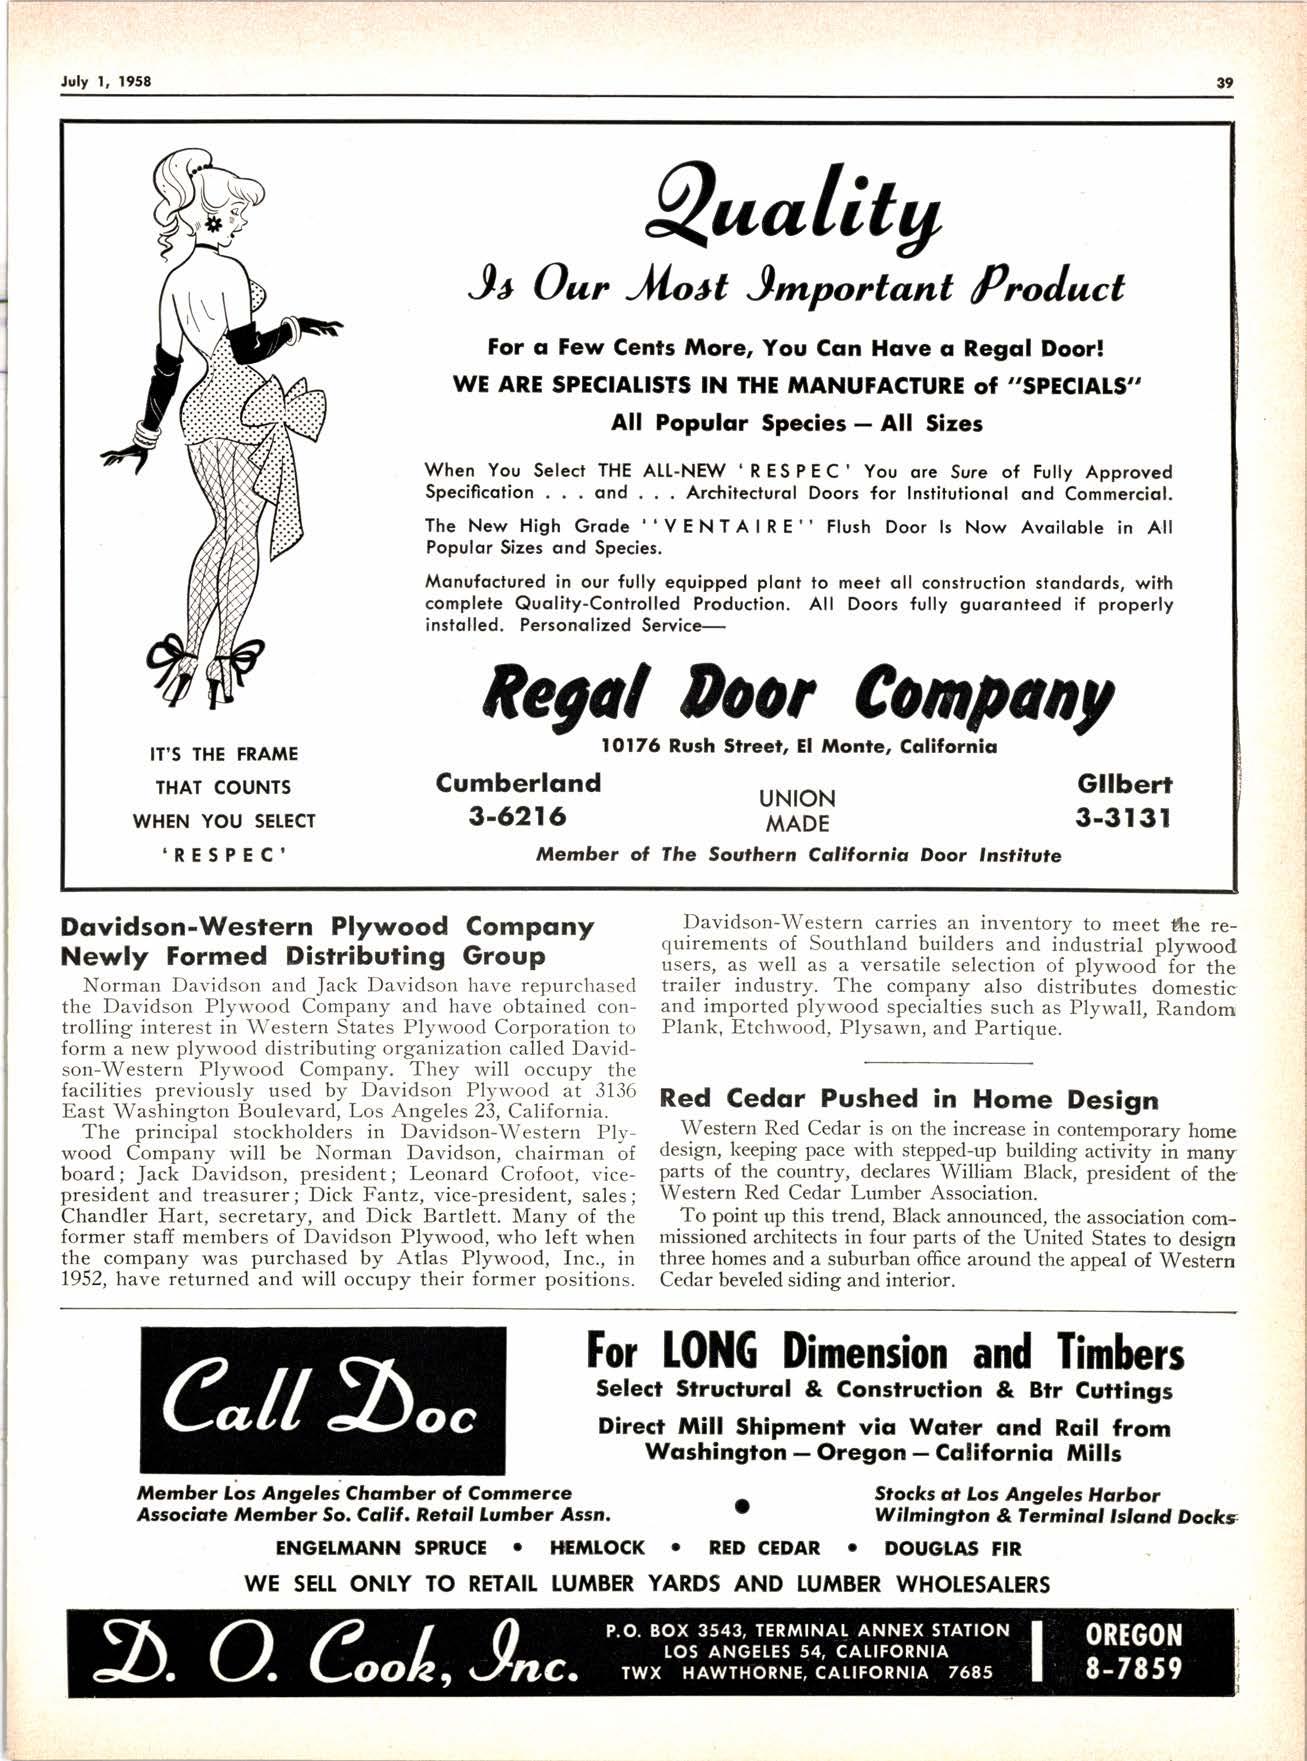 July 1, 1958
39
Quality
Is Our Most Important Product
For a Few Cents More, You Can Have a Regal Door!
WE ARE SPECIALISTS IN THE MANUFACTURE of "SPECIALS"
All Popular Species — All Sizes
When You Select THE ALL-NEW 'RESPEC' You are Sure of Fully Approved
Specification . . . and . . . Architectural Doors for Institutional and Commercial.
The New High Grade ''VENTAIRE'' Flush Door Is Now Available in All
Popular Sizes and Species.
Manufactured in our fully equipped plant to meet all construction standards, with
complete Quality-Controlled Production. All Doors fully guaranteed if properly
installed. Personalized Service—
Regal Door Company
10176 Rush Street, El Monte, California
Cumberland
3-6216
UNION
MADE
GIlbert
3-3131
Member of The Southern California Door Institute
IT'S THE FRAME
THAT COUNTS
WHEN YOU SELECT
'RESPEC'
Davidson-Western Plywood Company
Newly Formed Distributing Group
Norman Davidson and Jack Davidson have repurchased
the Davidson Plywood Company and have obtained con-
trolling interest in Western States Plywood Corporation to
form a new plywood distributing organization called David-
son-Western Plywood Company. They will occupy the
facilities previously used by Davidson Plywood at 3136
East Washington Boulevard, Los Angeles 23, California.
The principal stockholders in Davidson-Western Ply-
wood Company will be Norman Davidson, chairman of
board; Jack Davidson, president; Leonard Crofoot, vice-
president and treasurer; Dick Fantz, vice-president, sales;
Chandler Hart, secretary, and Dick Bartlett. Many of the
former staff members of Davidson Plywood, who left when
the company was purchased by Atlas Plywood, Inc., in
1952, have returned and will occupy their former positions.
Davidson-Western carries an inventory to meet the re-
quirements of Southland builders and industrial plywood
users, as well as a versatile selection of plywood for the
trailer industry. The company also distributes domestic
and imported plywood specialties such as Plywall, Random
Plank, Etchwood, Plysawn, and Partique.
Red Cedar Pushed in Home Design
Western Red Cedar is on the increase in contemporary home
design, keeping pace with stepped-up building activity in many
parts of the country, declares William Black, president of the
Western Red Cedar Lumber Association.
To point up this trend, Black announced, the association com-
missioned architects in four parts of the United States to design
three homes and a suburban office around the appeal of Western
Cedar beveled siding and interior.
Call Doc
For LONG Dimension and Timbers
Select Structural & Construction & Btr Cuttings
Direct Mill Shipment via Water and Rail from
Washington — Oregon — California Mills
Member Los Angeles Chamber of Commerce
Associate Member So. Calif. Retail Lumber Assn.
•
Stocks at Los Angeles Harbor
Wilmington & Terminal Island Docks
ENGELMANN SPRUCE • HEMLOCK • RED CEDAR • DOUGLAS FIR
WE SELL ONLY TO RETAIL LUMBER YARDS AND LUMBER WHOLESALERS
D. O. Cook, Inc.
P.O. BOX 3543, TERMINAL ANNEX STATION
LOS ANGELES 54, CALIFORNIA
TWX HAWTHORNE, CALIFORNIA 7685
OREGON
8-7859